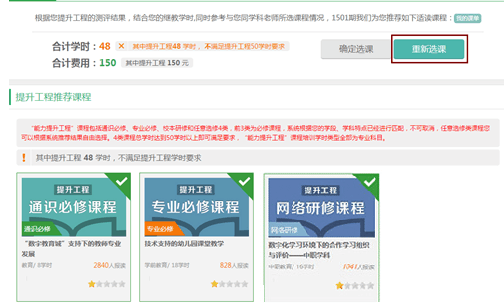 根据您提升工程的测评结果，结合您的继教学时,同时参考与您同学科老师所选课程情况，1501期我们为您推荐如下适读课程： 我的课单
合计学时：48 × 其中提升工程48 学时，不满足提升工程50学时要求
合计费用：150 其中提升工程 150 元
确定选课
重新选课
提升工程推荐课程
“能力提升工程”课程包括通识必修、专业必修、校本研修和任意选修4类，前3类为必修课程，系统根据您的学段、学科特点已经进行匹配，不可取消，任意选修类课程您
可以根据系统推荐结果自由选择。4类课程总学时达到50学时以上即可满足要求，“能力提升工程”课程培训学时类型全部为专业科目。
! 其中提升工程 48 学时，不满足提升工程学时要求
提升工程
通识必修课程
通识必修
“数字教育城”支持下的教师专业
发展
教育/ 8学时 2840人报读
提升工程
专业必修课程
专业必修
技术支持的幼儿园课堂教学
学前教育/ 18学时 828人报读
提升工程
网络研修课程
网络研修
数字化学习环境下的合作学习组织
与评价——中职学科
中职教育/ 16学时
人报读